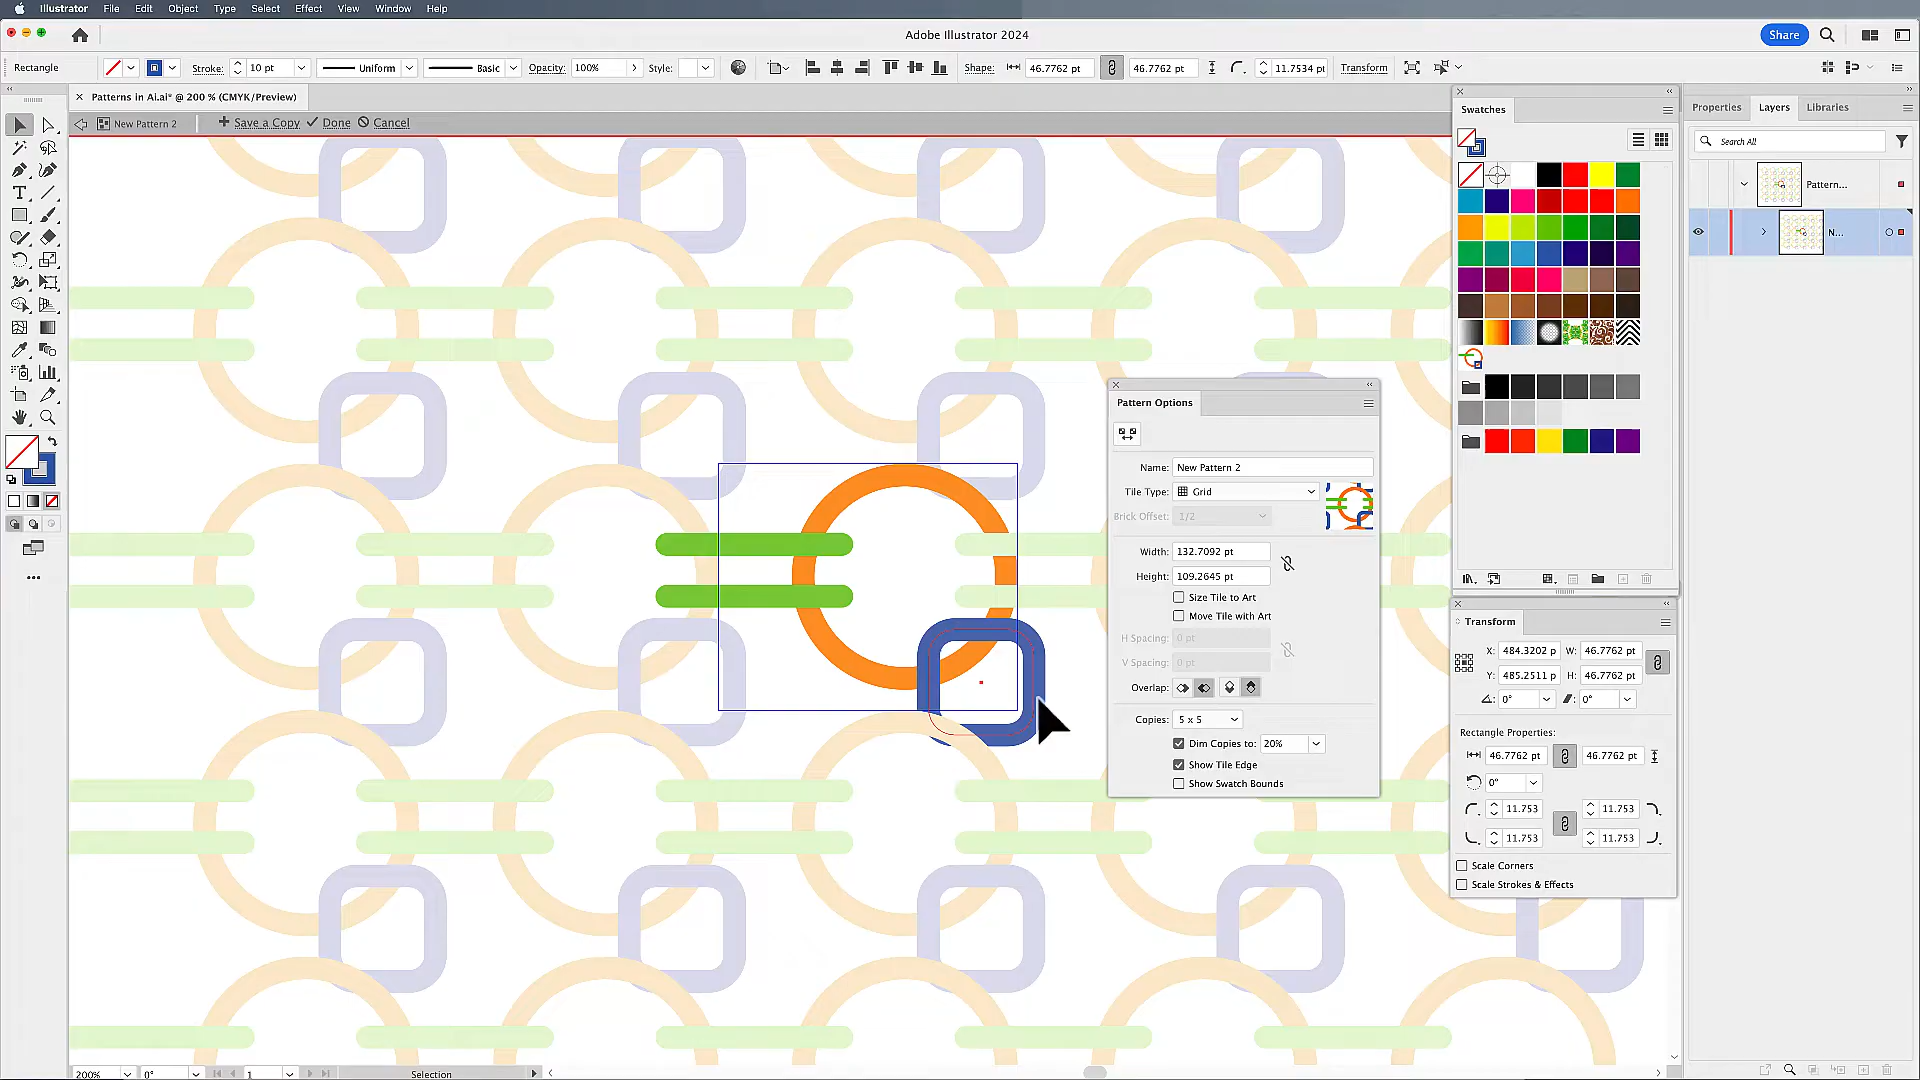 Illustrator File Edit Object Type Select Effect View Window Help
Adobe Illustrator 2024
Share
Rectangle Stroke: 10 pt Uniform Basic Opacity: 100% Style: Shape: 46.7762 pt 46.7762 pt 11.7534 pt Transform
Patterns in Ai.ai* @ 200 % (CMYK/Preview)
New Pattern 2 Save a Copy Done Cancel
Swatches
Properties Layers Libraries
Search All
Pattern...
N...
Pattern Options
Name: New Pattern 2
Tile Type: Grid
Brick Offset: 1/2
Width: 132.7092 pt
Height: 109.2645 pt
Size Tile to Art
Move Tile with Art
H Spacing: 0 pt
V Spacing: 0 pt
Overlap:
Copies: 5 x 5
Dim Copies to: 20%
Show Tile Edge
Show Swatch Bounds
Transform
X: 484.3202 p W: 46.7762 pt
Y: 485.2511 p H: 46.7762 pt
0° 0°
Rectangle Properties:
46.7762 pt 46.7762 pt
0°
11.753 11.753
11.753 11.753
Scale Corners
Scale Strokes & Effects
200% 0° 1 Selection